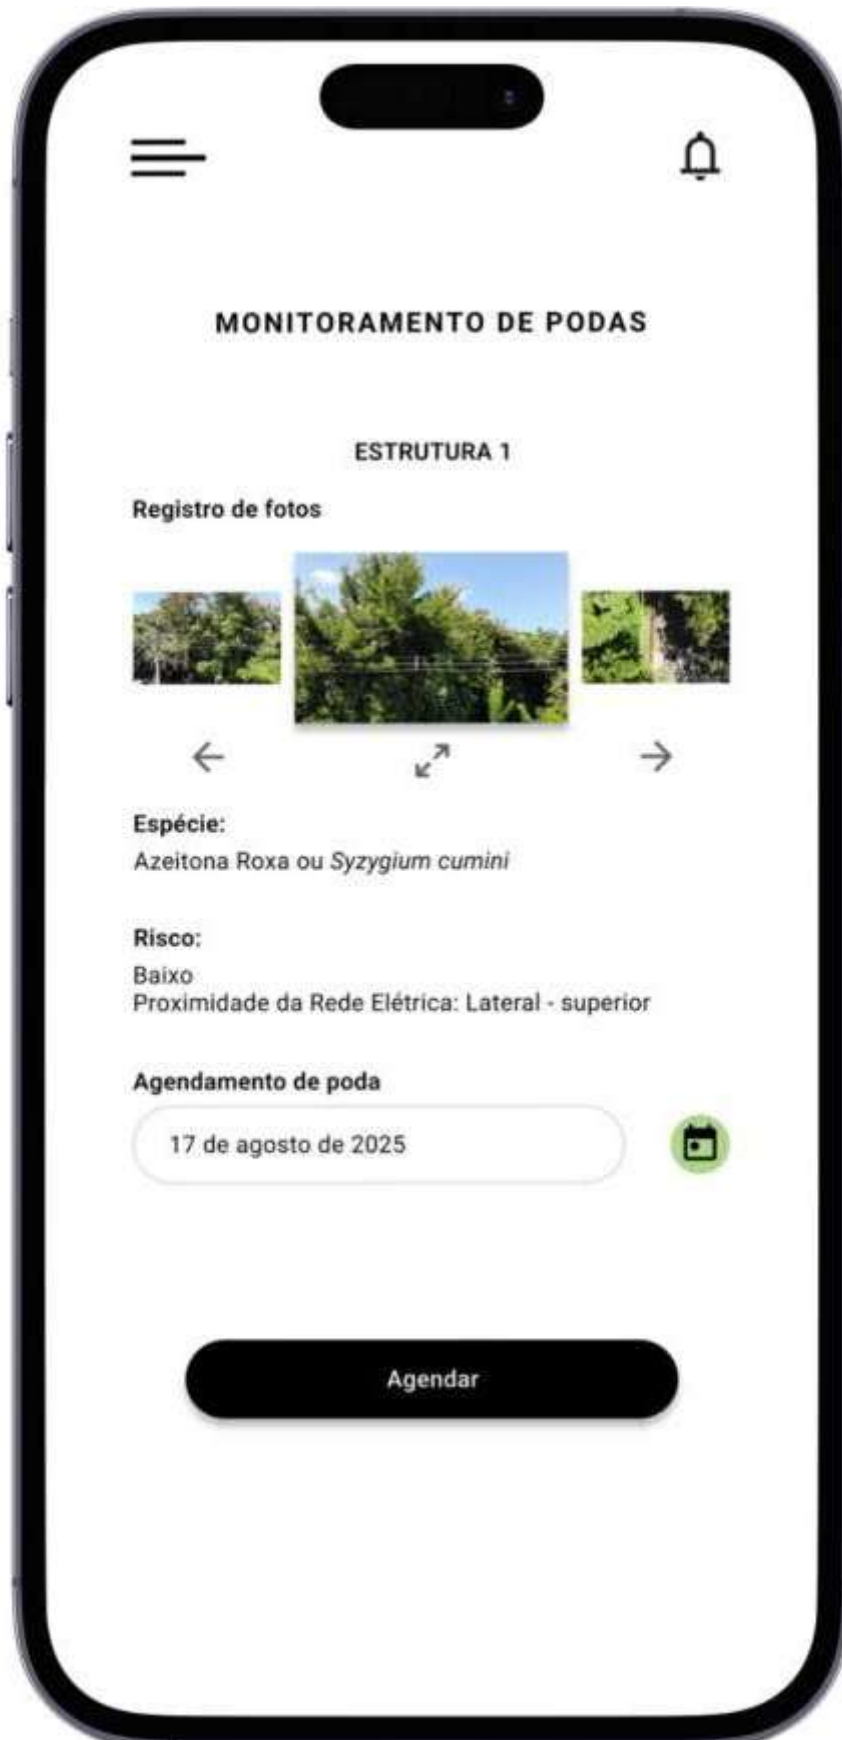 MONITORAMENTO DE PODAS
ESTRUTURA 1
Registro de fotos
Espécie:
Azeitona Roxa ou Syzygium cumini
Risco:
Baixo
Proximidade da Rede Elétrica: Lateral - superior
Agendamento de poda
17 de agosto de 2025
Agendar